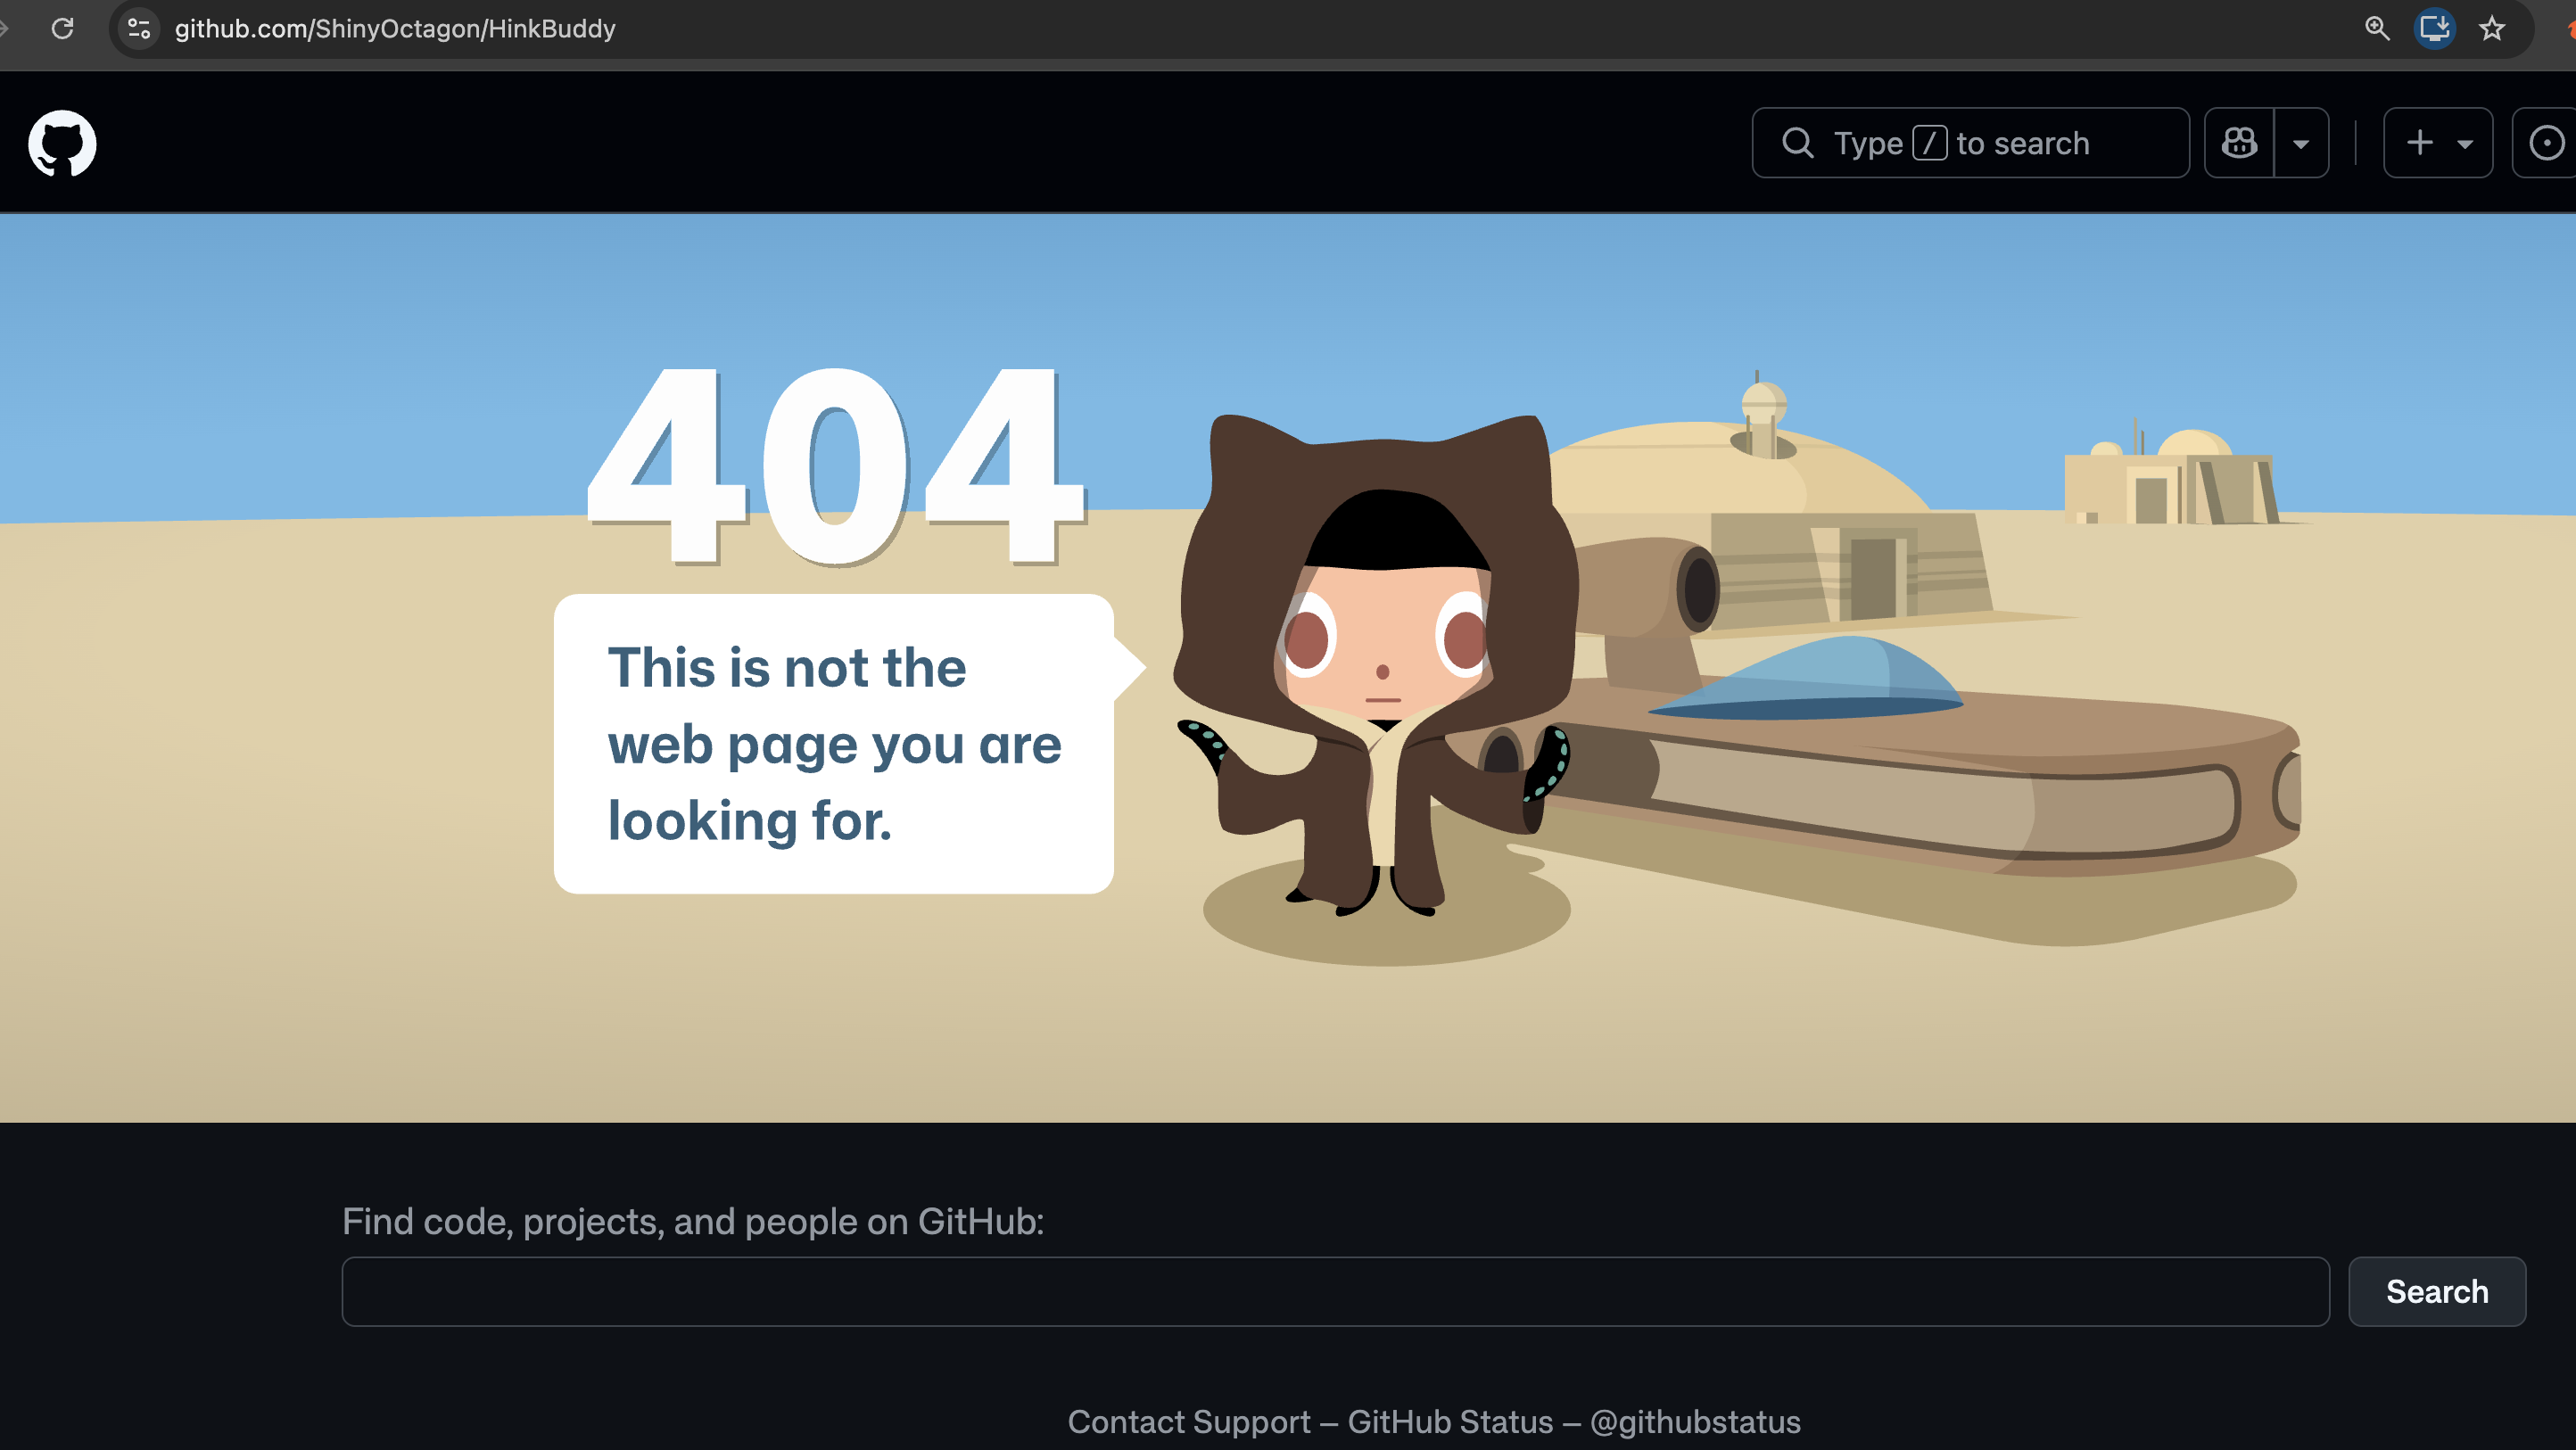 github.com/ShinyOctagon/HinkBuddy
Type / to search
404
This is not the
web page you are
looking for.
Find code, projects, and people on GitHub:
Search
Contact Support — GitHub Status — @githubstatus